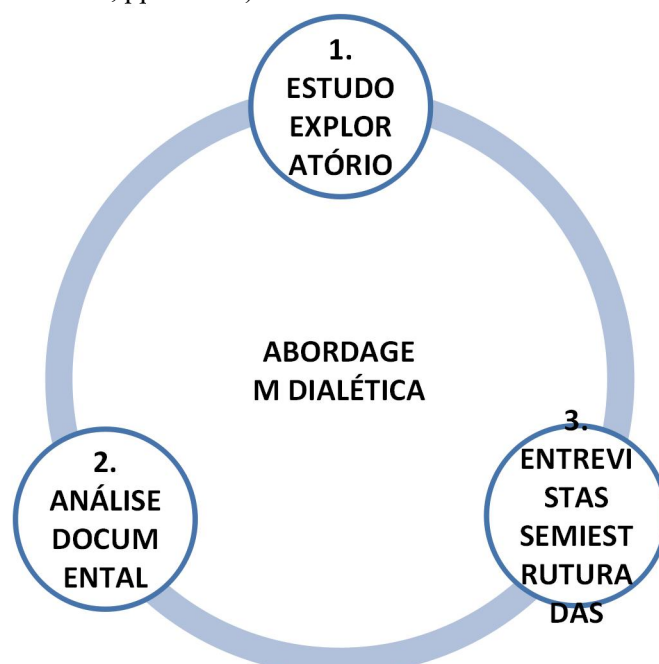 1.
ESTUDO
EXPLOR
ATÓRIO
ABORDAGE
M DIALÉTICA
2.
ANÁLISE
DOCUM
ENTAL
3.
ENTREVI
STAS
SEMIEST
RUTURA
DAS